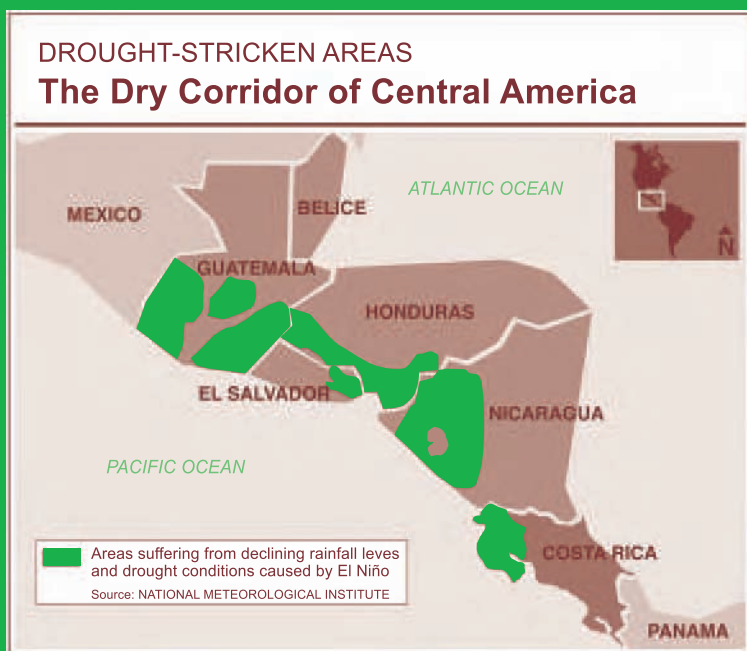 DROUGHT-STRICKEN AREAS
The Dry Corridor of Central America
ATLANTIC OCEAN
MEXICO
BELICE
N
GUATEMALA
HONDURAS
EL SALVADOR
NICARAGUA
PACIFIC OCEAN
Areas suffering from declining rainfall leves
and drought conditions caused by El Niño
Source: NATIONAL METEOROLOGICAL INSTITUTE
COSTA RICA
PANAMA